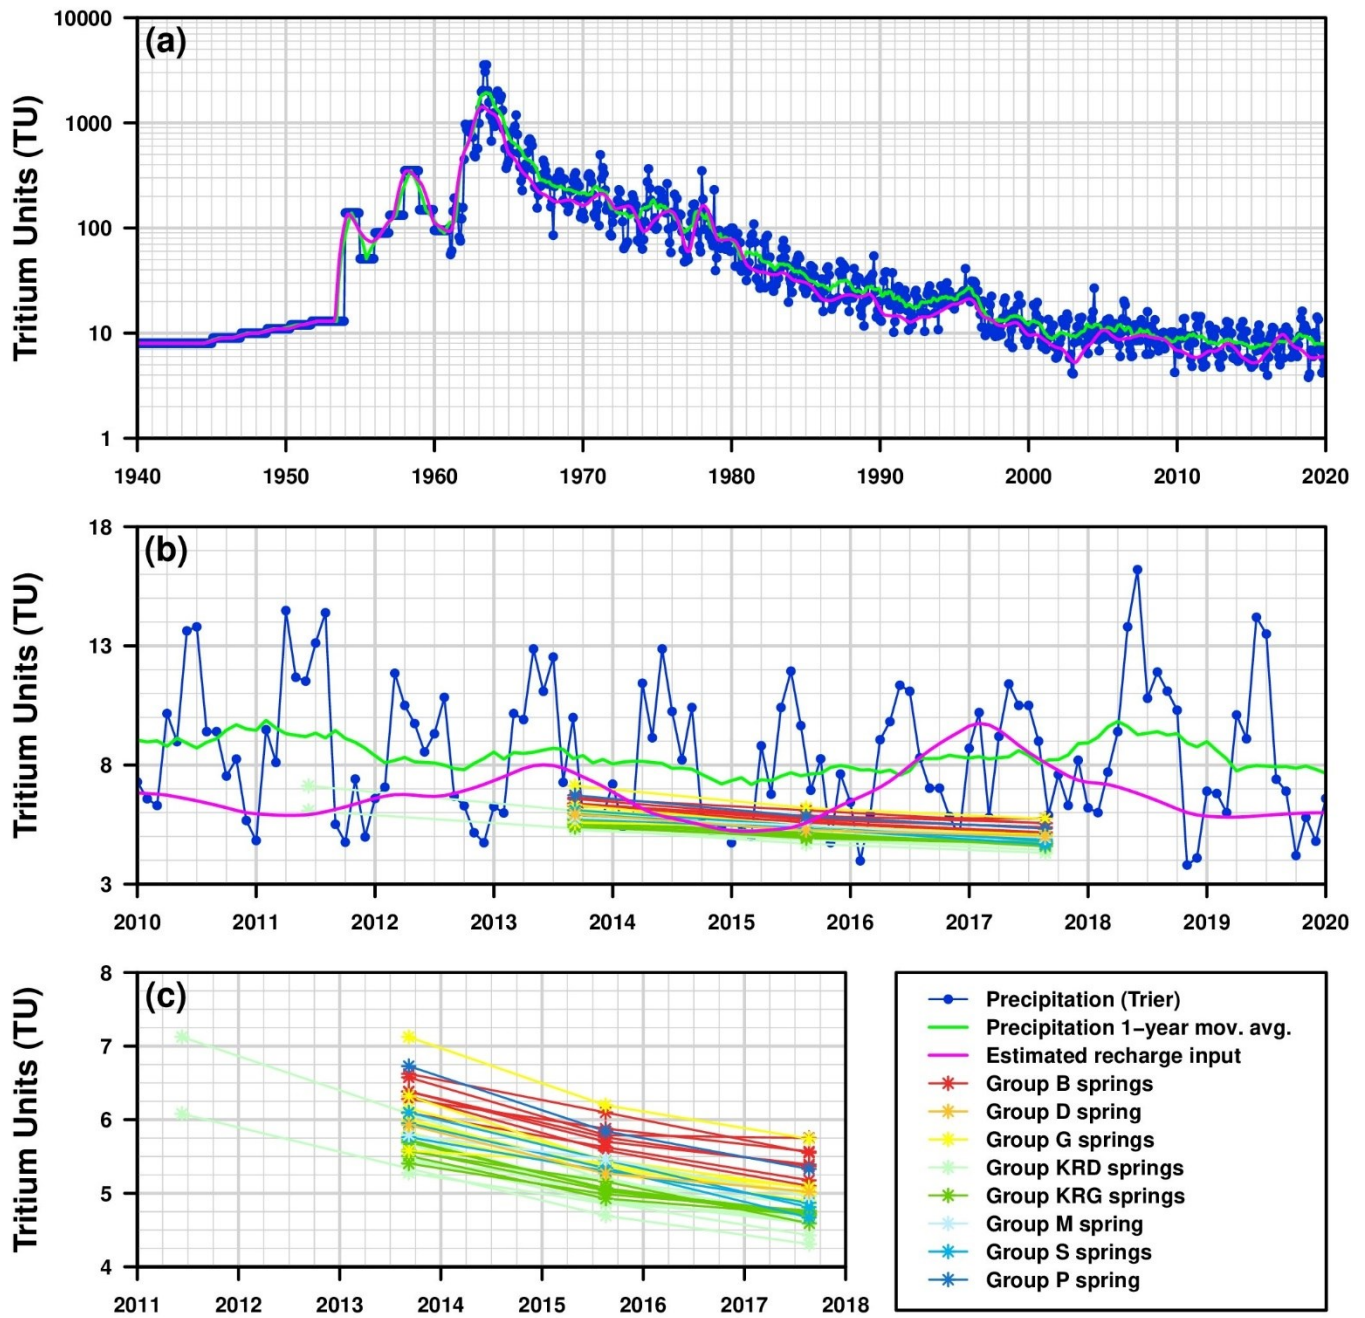 (a)
Tritium Units (TU)
10000
1000
100
10
1
1940 1950 1960 1970 1980 1990 2000 2010 2020
(b)
Tritium Units (TU)
18
13
8
3
2010 2011 2012 2013 2014 2015 2016 2017 2018 2019 2020
(c)
Tritium Units (TU)
8
7
6
5
4
2011 2012 2013 2014 2015 2016 2017 2018
Precipitation (Trier)
Precipitation 1−year mov. avg.
Estimated recharge input
Group B springs
Group D spring
Group G springs
Group KRD springs
Group KRG springs
Group M spring
Group S springs
Group P spring